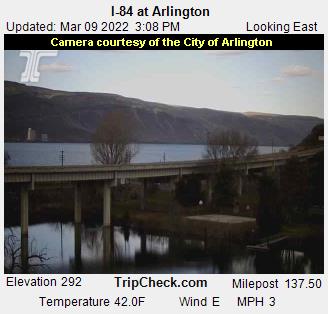 I-84 at Arlington
Updated: Mar 09 2022 3:08 PM Looking East
Camera courtesy of the City of Arlington
Elevation 292 TripCheck.com Milepost 137.50
Temperature 42.0F Wind E MPH 3